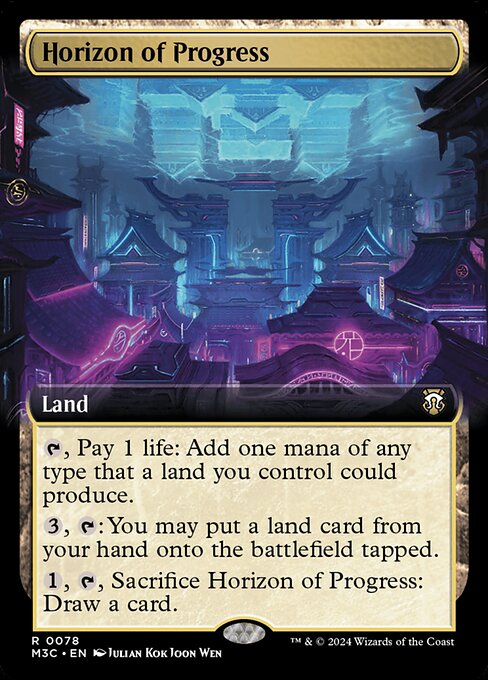 Horizon of Progress
Land
, Pay 1 life: Add one mana of any
type that a land you control could
produce.
3, : You may put a land card from
your hand onto the battlefield tapped.
1, , Sacrifice Horizon of Progress:
Draw a card.
R 0078
™ & © 2024 Wizards of the Coast
M3C • EN Julian Kok Joon Wen